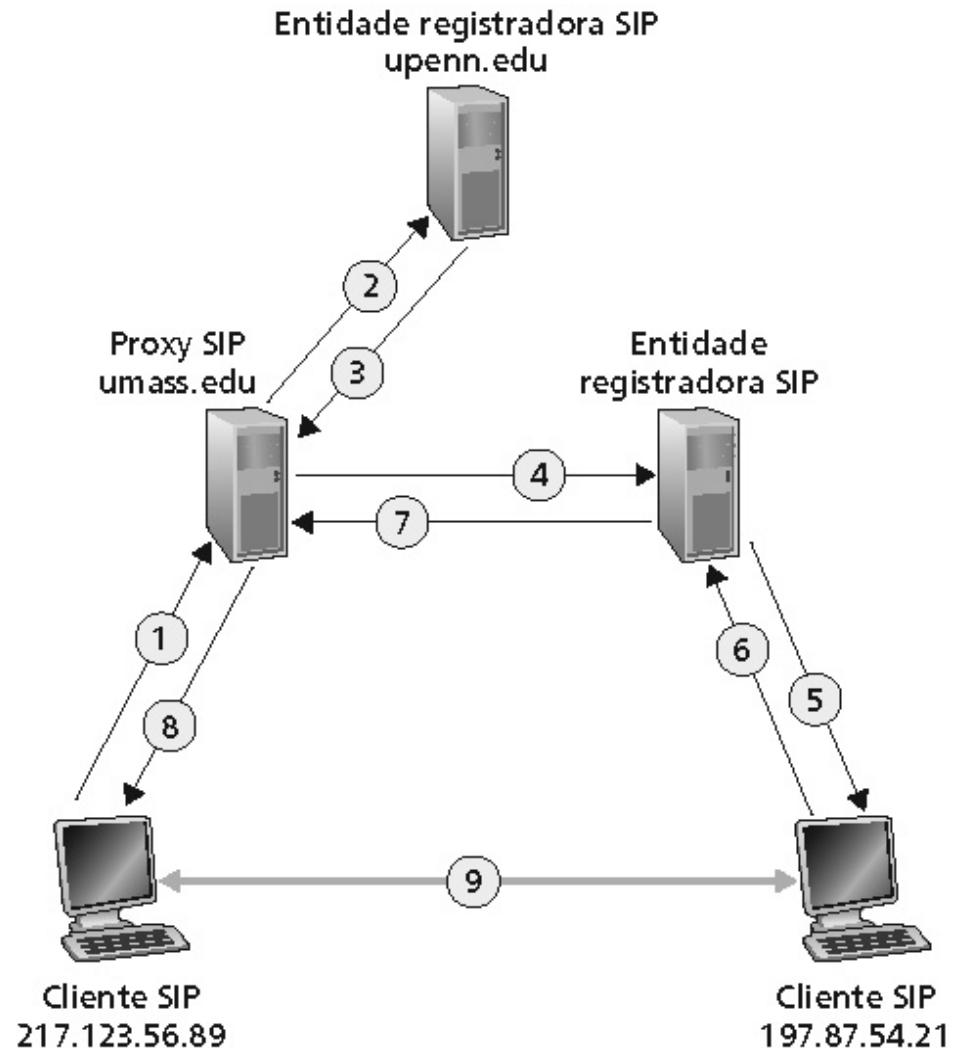 Entidade registradora SIP
upenn.edu
2
3
Proxy SIP
umass.edu
Entidade
registradora SIP
4
7
1
8
6
5
9
Cliente SIP
217.123.56.89
Cliente SIP
197.87.54.21